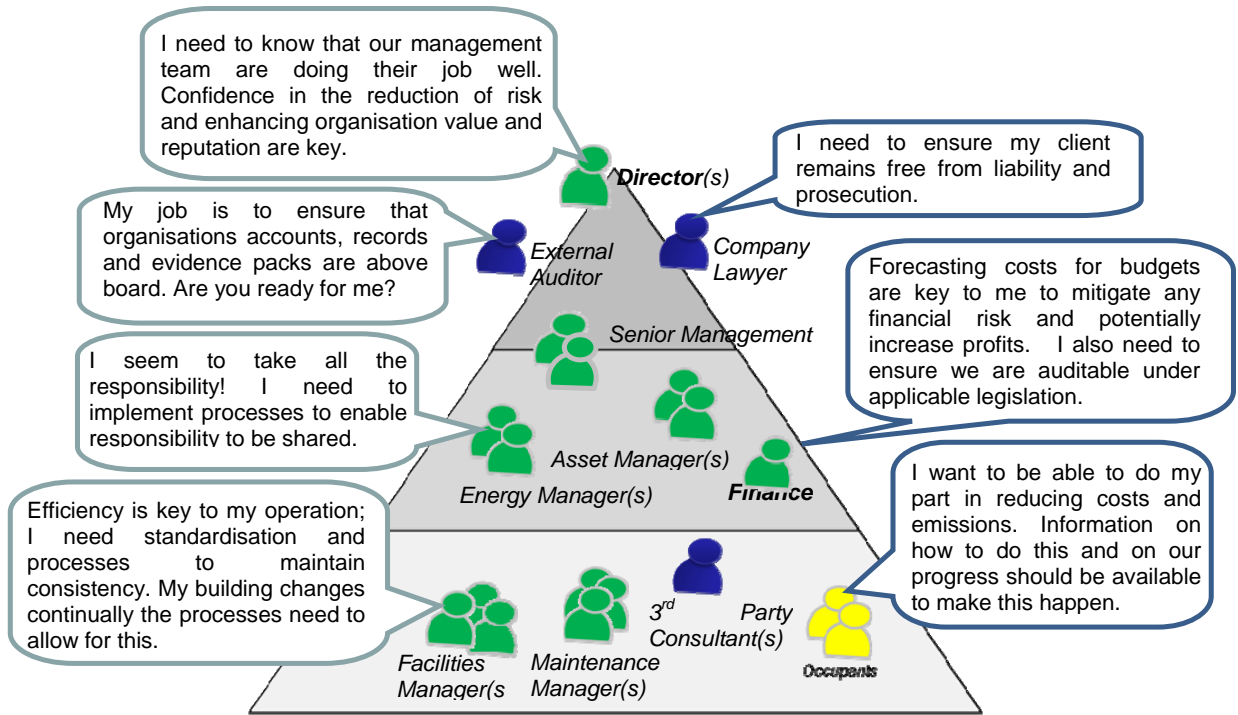 I need to know that our management
team are doing their job well.
Confidence in the reduction of risk
and enhancing organisation value and
reputation are key.
I need to ensure my client
remains free from liability and
prosecution.
Director(s)
My job is to ensure that
organisations accounts, records
and evidence packs are above
board. Are you ready for me?
External
Auditor
Company
Lawyer
Forecasting costs for budgets
are key to me to mitigate any
financial risk and potentially
increase profits. I also need to
ensure we are auditable under
applicable legislation.
Senior Management
I seem to take all the
responsibility! I need to
implement processes to enable
responsibility to be shared.
Asset Manager(s)
Energy Manager(s)
Finance
I want to be able to do my
part in reducing costs and
emissions. Information on
how to do this and on our
progress should be available
to make this happen.
Efficiency is key to my operation;
I need standardisation and
processes to maintain
consistency. My building changes
continually the processes need to
allow for this.
3rd Party
Consultant(s)
Facilities
Manager(s
Maintenance
Manager(s)
Occupants